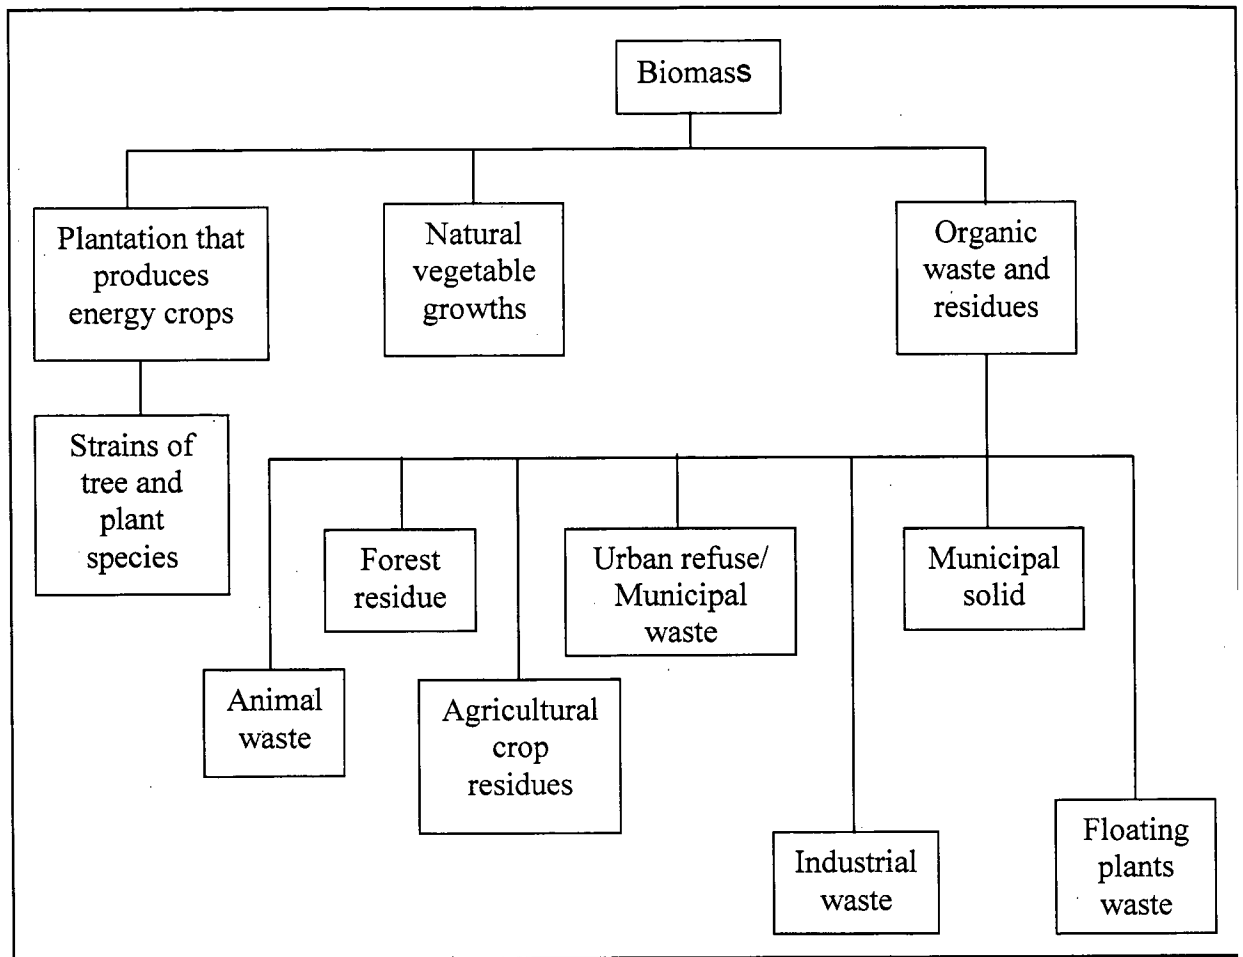 Biomass
Plantation that
produces
energy crops
Natural
vegetable
growths
Organic
waste and
residues
Strains of
tree and
plant
species
Forest
residue
Urban refuse/
Municipal
waste
Municipal
solid
Animal
waste
Agricultural
crop
residues
Industrial
waste
Floating
plants
waste